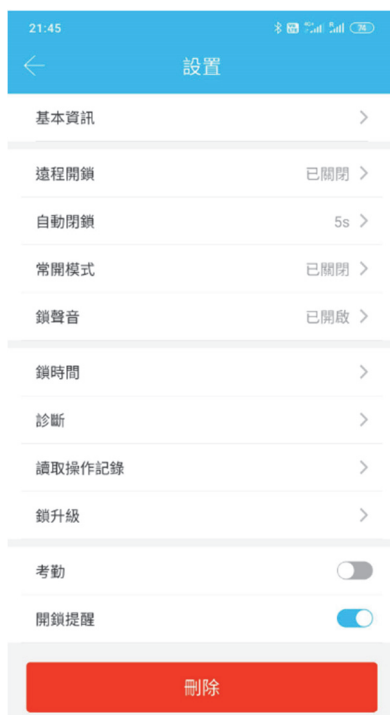 21:45
設置
基本資訊
遠程開鎖 已關閉
自動閉鎖 5s
常開模式 已關閉
鎖聲音 已開啟
鎖時間
診斷
讀取操作記錄
鎖升級
考勤
開鎖提醒
刪除